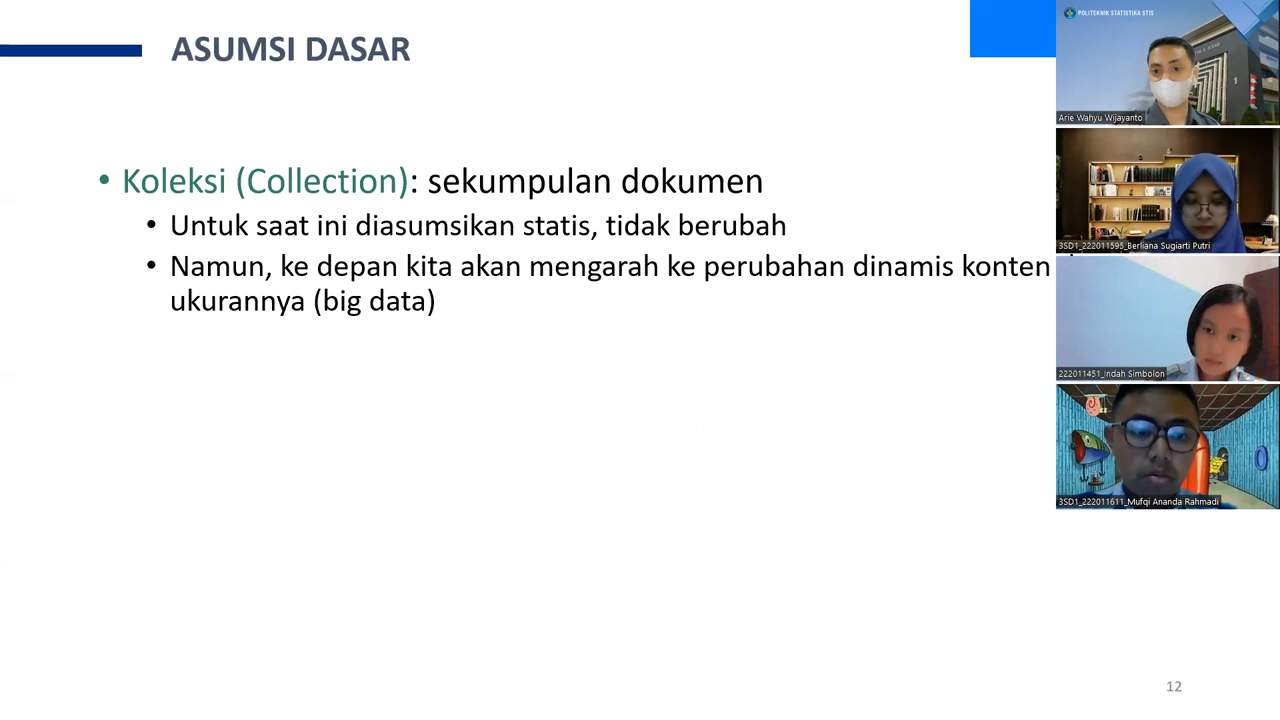 ASUMSI DASAR
• Koleksi (Collection): sekumpulan dokumen
• Untuk saat ini diasumsikan statis, tidak berubah
• Namun, ke depan kita akan mengarah ke perubahan dinamis konten
ukurannya (big data)
12
POLITEKNIK STATISTIKA STIS
Arie Wahyu Wijayanto
3SD1_222011595_Berliana Sugiarti Putri
222011451_Indah Simbolon
3SD1_222011611_Mufqi Ananda Rahmadi